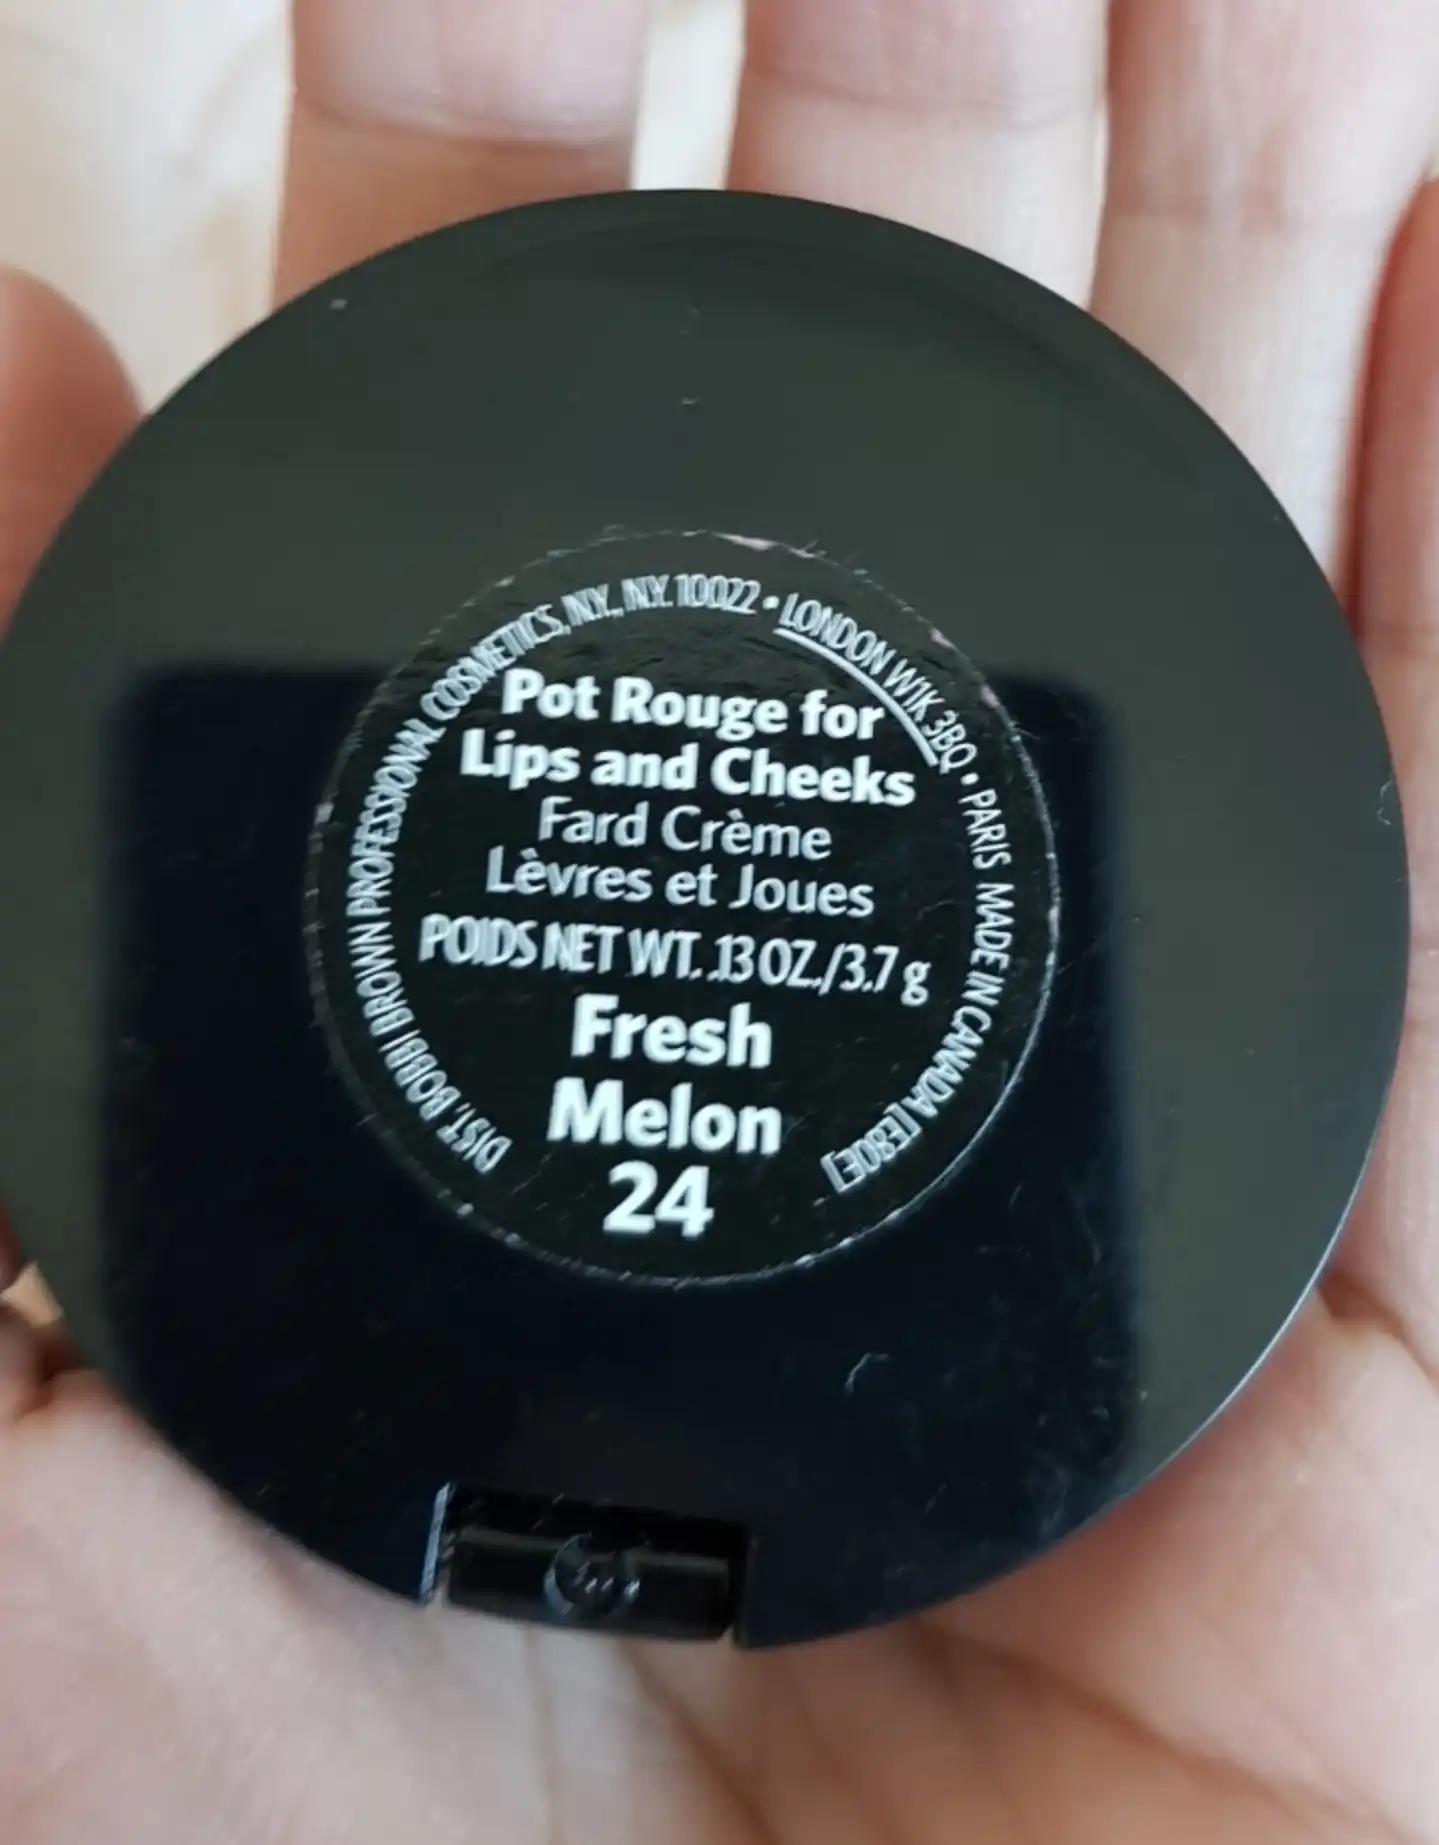 DIST. BOBBI BROWN PROFESSIONAL COSMETICS, N.Y., N.Y. 10022 • LONDON W1K 3BQ • PARIS MADE IN CANADA [E80E]
Pot Rouge for
Lips and Cheeks
Fard Crème
Lèvres et Joues
POIDS NET WT. .13 OZ./3.7 g
Fresh
Melon
24